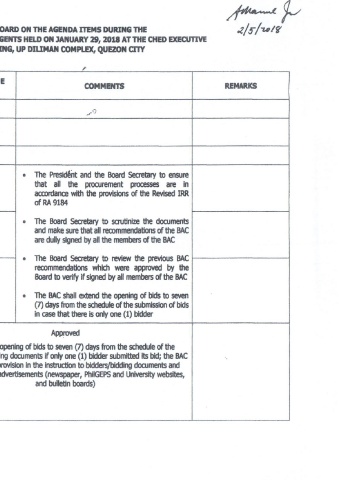 2/5/2018
OARD ON THE AGENDA ITEMS DURING THE
GENTS HELD ON JANUARY 29, 2018 AT THE CHED EXECUTIVE
ING, UP DILIMAN COMPLEX, QUEZON CITY
E COMMENTS REMARKS
• The President and the Board Secretary to ensure
that all the procurement processes are in
accordance with the provisions of the Revised IRR
of RA 9184
• The Board Secretary to scrutinize the documents
and make sure that all recommendations of the BAC
are dully signed by all the members of the BAC
• The Board Secretary to review the previous BAC
recommendations which were approved by the
Board to verify if signed by all members of the BAC
• The BAC shall extend the opening of bids to seven
(7) days from the schedule of the submission of bids
in case that there is only one (1) bidder
Approved
opening of bids to seven (7) days from the schedule of the
ing documents if only one (1) bidder submitted its bid; the BAC
rovision in the instruction to bidders/bidding documents and
dvertisements (newspaper, PhilGEPS and University websites,
and bulletin boards)